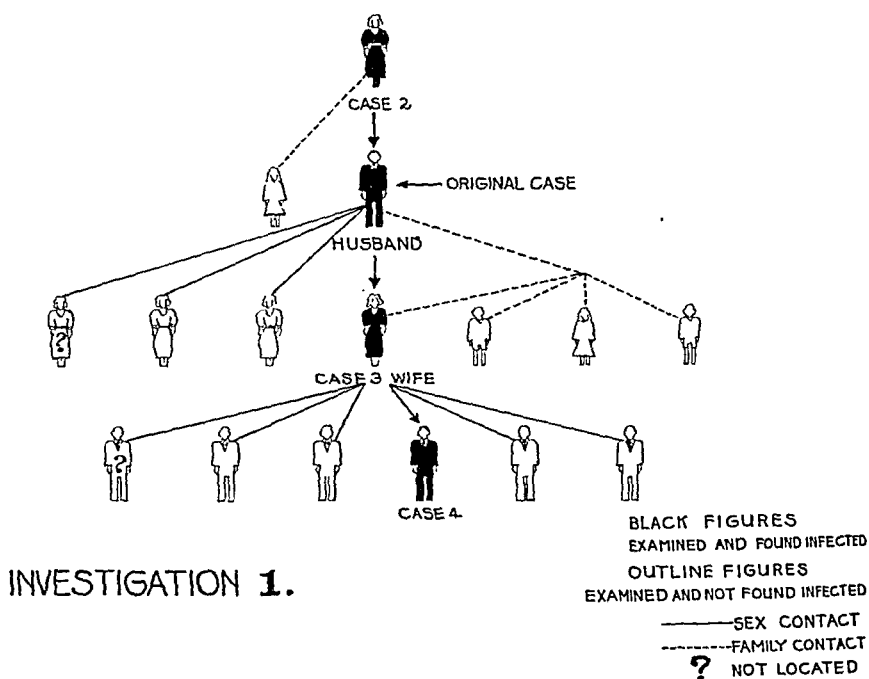 CASE 2
ORIGINAL CASE
HUSBAND
?
CASE 3 WIFE
?
CASE 4
BLACK FIGURES
EXAMINED AND FOUND INFECTED
OUTLINE FIGURES
EXAMINED AND NOT FOUND INFECTED
SEX CONTACT
FAMILY CONTACT
? NOT LOCATED
INVESTIGATION 1.